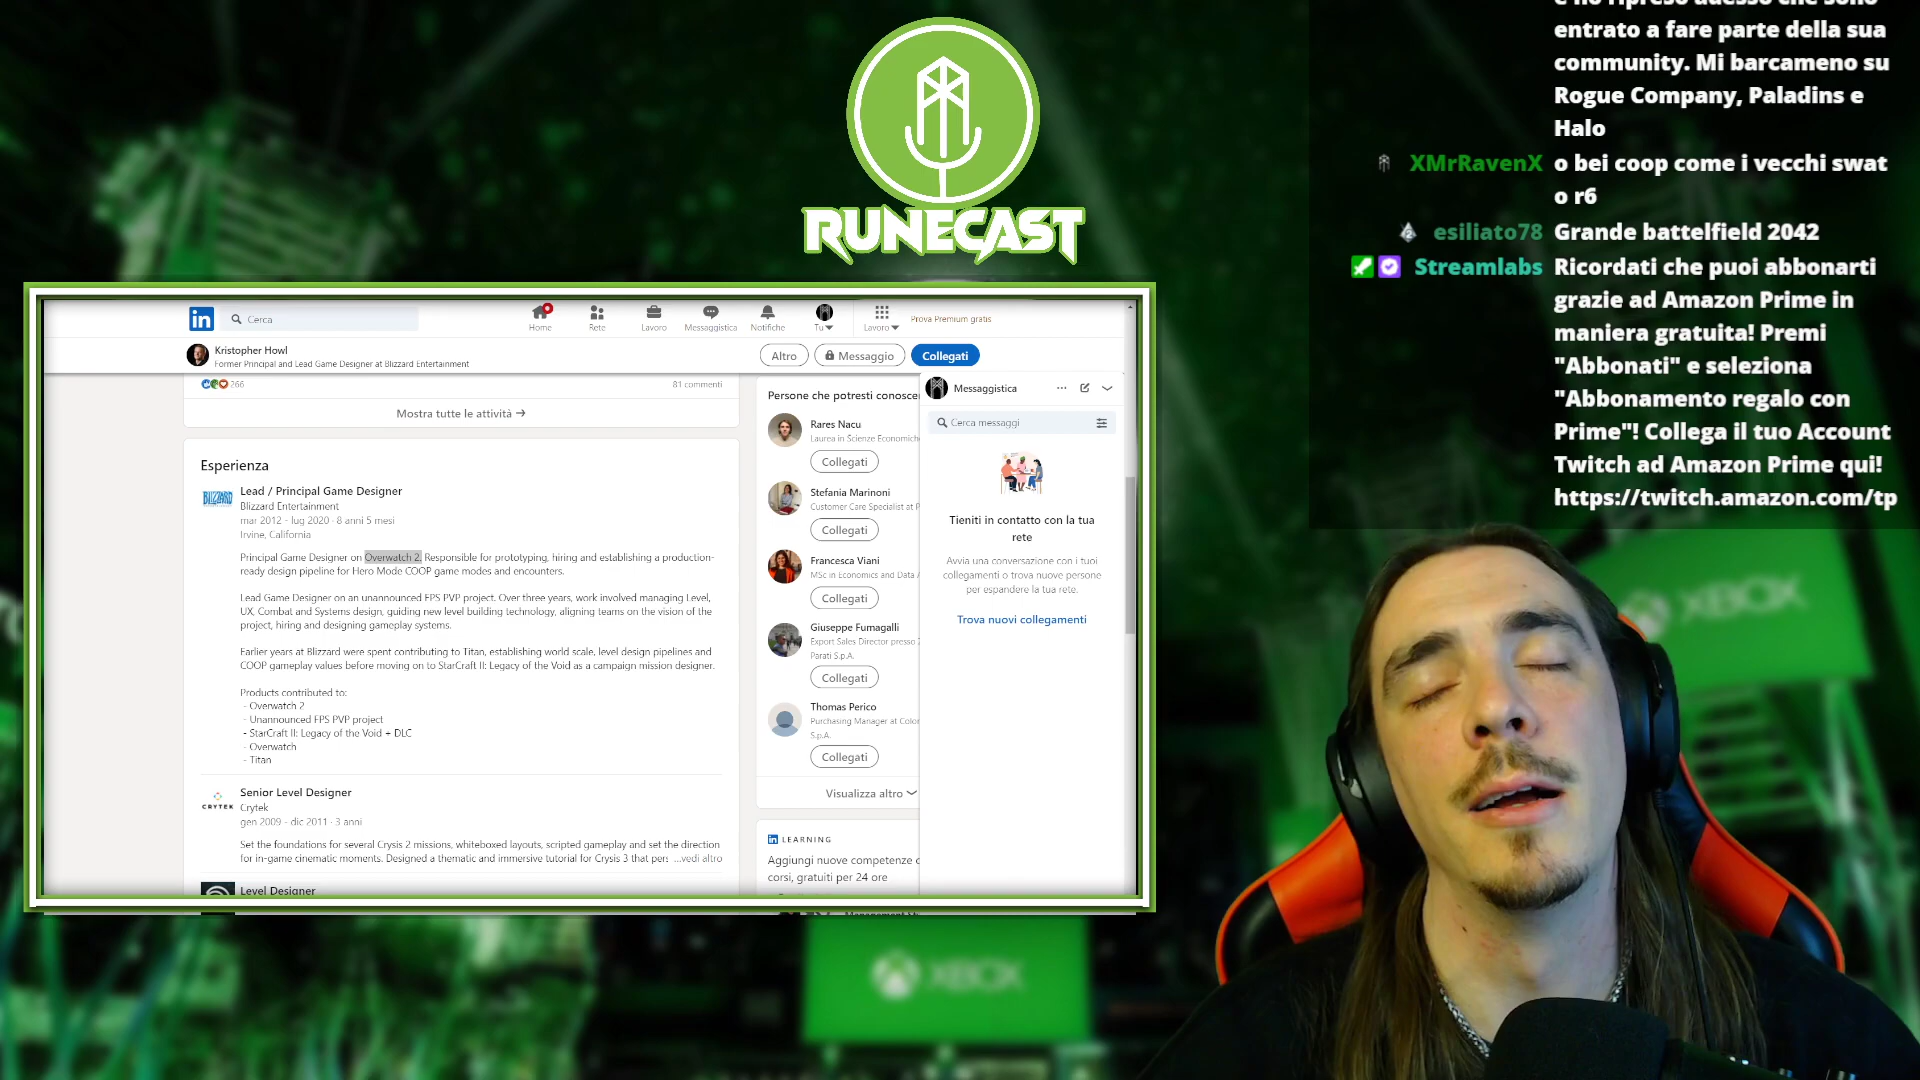 RUNECAST
e ho ripreso adesso che sono
entrato a fare parte della sua
community. Mi barcameno su
Rogue Company, Paladins e
Halo
XMrRavenX o bei coop come i vecchi swat
o r6
esiliato78 Grande battelfield 2042
Streamlabs Ricordati che puoi abbonarti
grazie ad Amazon Prime in
maniera gratuita! Premi
"Abbonati" e seleziona
"Abbonamento regalo con
Prime"! Collega il tuo Account
Twitch ad Amazon Prime qui!
https://twitch.amazon.com/tp
in
Cerca
Home
Rete
Lavoro
Messaggistica
Notifiche
Tu
Lavoro
Prova Premium gratis
Kristopher Howl
Former Principal and Lead Game Designer at Blizzard Entertainment
Altro
Messaggio
Collegati
266
81 commenti
Mostra tutte le attività →
Esperienza
BLIZZARD
Lead / Principal Game Designer
Blizzard Entertainment
mar 2012 - lug 2020 · 8 anni 5 mesi
Irvine, California
Principal Game Designer on Overwatch 2. Responsible for prototyping, hiring and establishing a production-
ready design pipeline for Hero Mode COOP game modes and encounters.
Lead Game Designer on an unannounced FPS PVP project. Over three years, work involved managing Level,
UX, Combat and Systems design, guiding new level building technology, aligning teams on the vision of the
project, hiring and designing gameplay systems.
Earlier years at Blizzard were spent contributing to Titan, establishing world scale, level design pipelines and
COOP gameplay values before moving on to StarCraft II: Legacy of the Void as a campaign mission designer.
Products contributed to:
- Overwatch 2
- Unannounced FPS PVP project
- StarCraft II: Legacy of the Void + DLC
- Overwatch
- Titan
CRYTEK
Senior Level Designer
Crytek
gen 2009 - dic 2011 · 3 anni
Set the foundations for several Crysis 2 missions, whiteboxed layouts, scripted gameplay and set the direction
for in-game cinematic moments. Designed a thematic and immersive tutorial for Crysis 3 that pers ...vedi altro
Level Designer
Persone che potresti conoscer
Rares Nacu
Laurea in Scienze Economich
Collegati
Stefania Marinoni
Customer Care Specialist at P
Collegati
Francesca Viani
MSc in Economics and Data A
Collegati
Giuseppe Fumagalli
Export Sales Director presso
Parati S.p.A.
Collegati
Thomas Perico
Purchasing Manager at Color
S.p.A.
Collegati
Visualizza altro
in LEARNING
Aggiungi nuove competenze c
corsi, gratuiti per 24 ore
Messaggistica
Cerca messaggi
Tieniti in contatto con la tua
rete
Avvia una conversazione con i tuoi
collegamenti o trova nuove persone
per espandere la tua rete.
Trova nuovi collegamenti
XBOX
XBOX